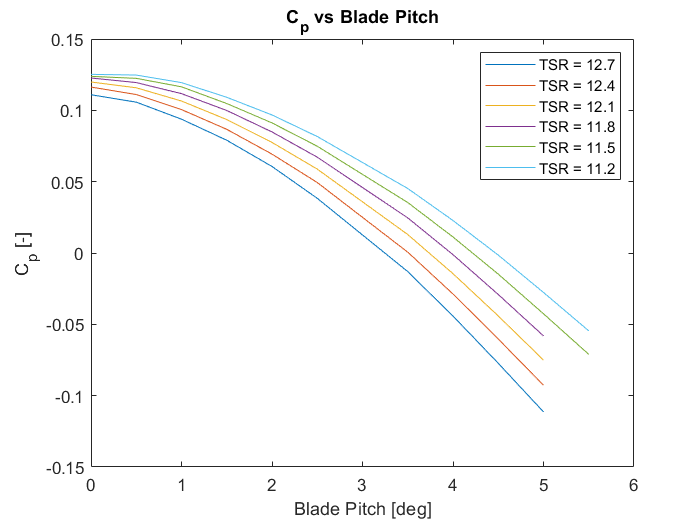 Cp vs Blade Pitch
0.15
0.1
0.05
0
-0.05
-0.1
-0.15
Cp [-]
0 1 2 3 4 5 6
Blade Pitch [deg]
TSR = 12.7
TSR = 12.4
TSR = 12.1
TSR = 11.8
TSR = 11.5
TSR = 11.2